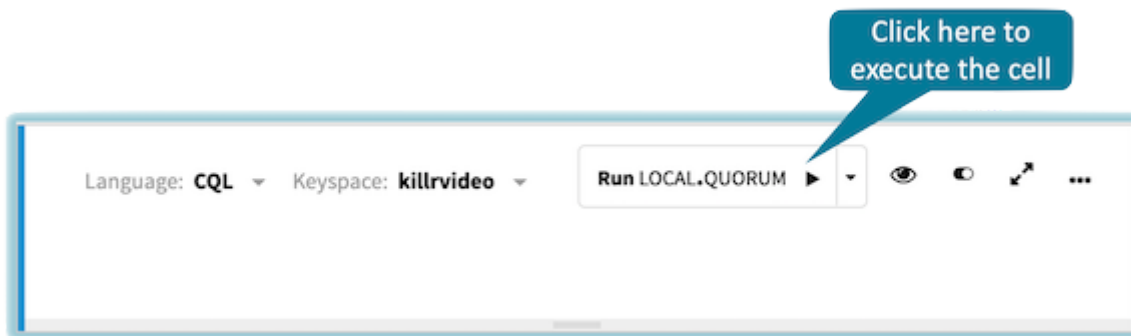 Click here to
execute the cell
Language: CQL Keyspace: killrvideo Run LOCAL.QUORUM